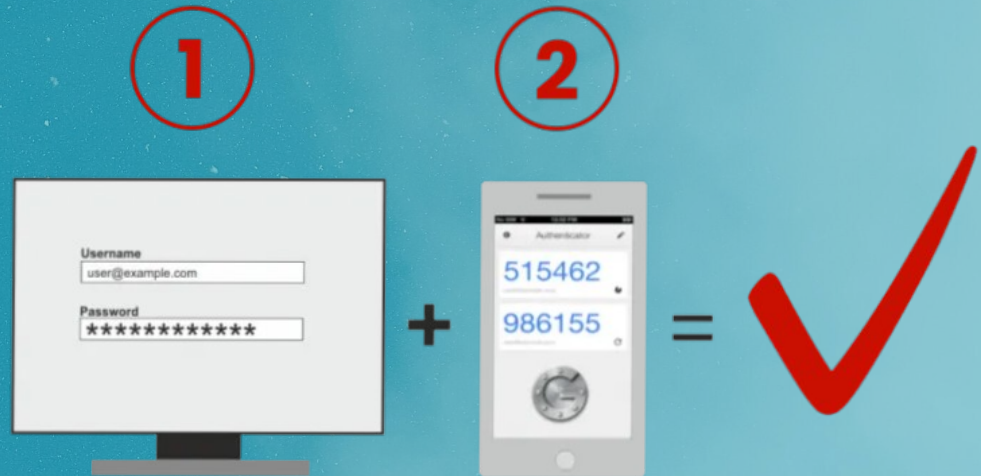 1
2
Username
user@example.com
Password
************
+
=
Authenticator
515462
986155